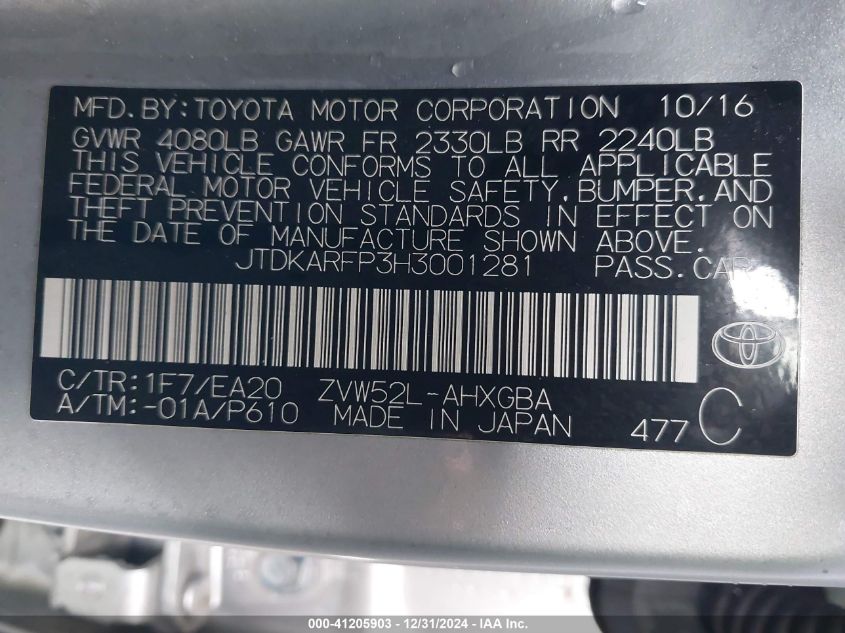 MFD.BY:TOYOTA MOTOR CORPORATION 10/16
GVWR 4080LB GAWR FR 2330LB RR 2240LB
THIS VEHICLE CONFORMS TO ALL APPLICABLE
FEDERAL MOTOR VEHICLE SAFETY,BUMPER,AND
THEFT PREVENTION STANDARDS IN EFFECT ON
THE DATE OF MANUFACTURE SHOWN ABOVE.
JTDKARFP3H3001281 PASS.CAR
C/TR:1F7/EA20 ZVW52L-AHXGBA
A/TM:-01A/P610 MADE IN JAPAN 477 C
000-41205903 - 12/31/2024 - IAA Inc.